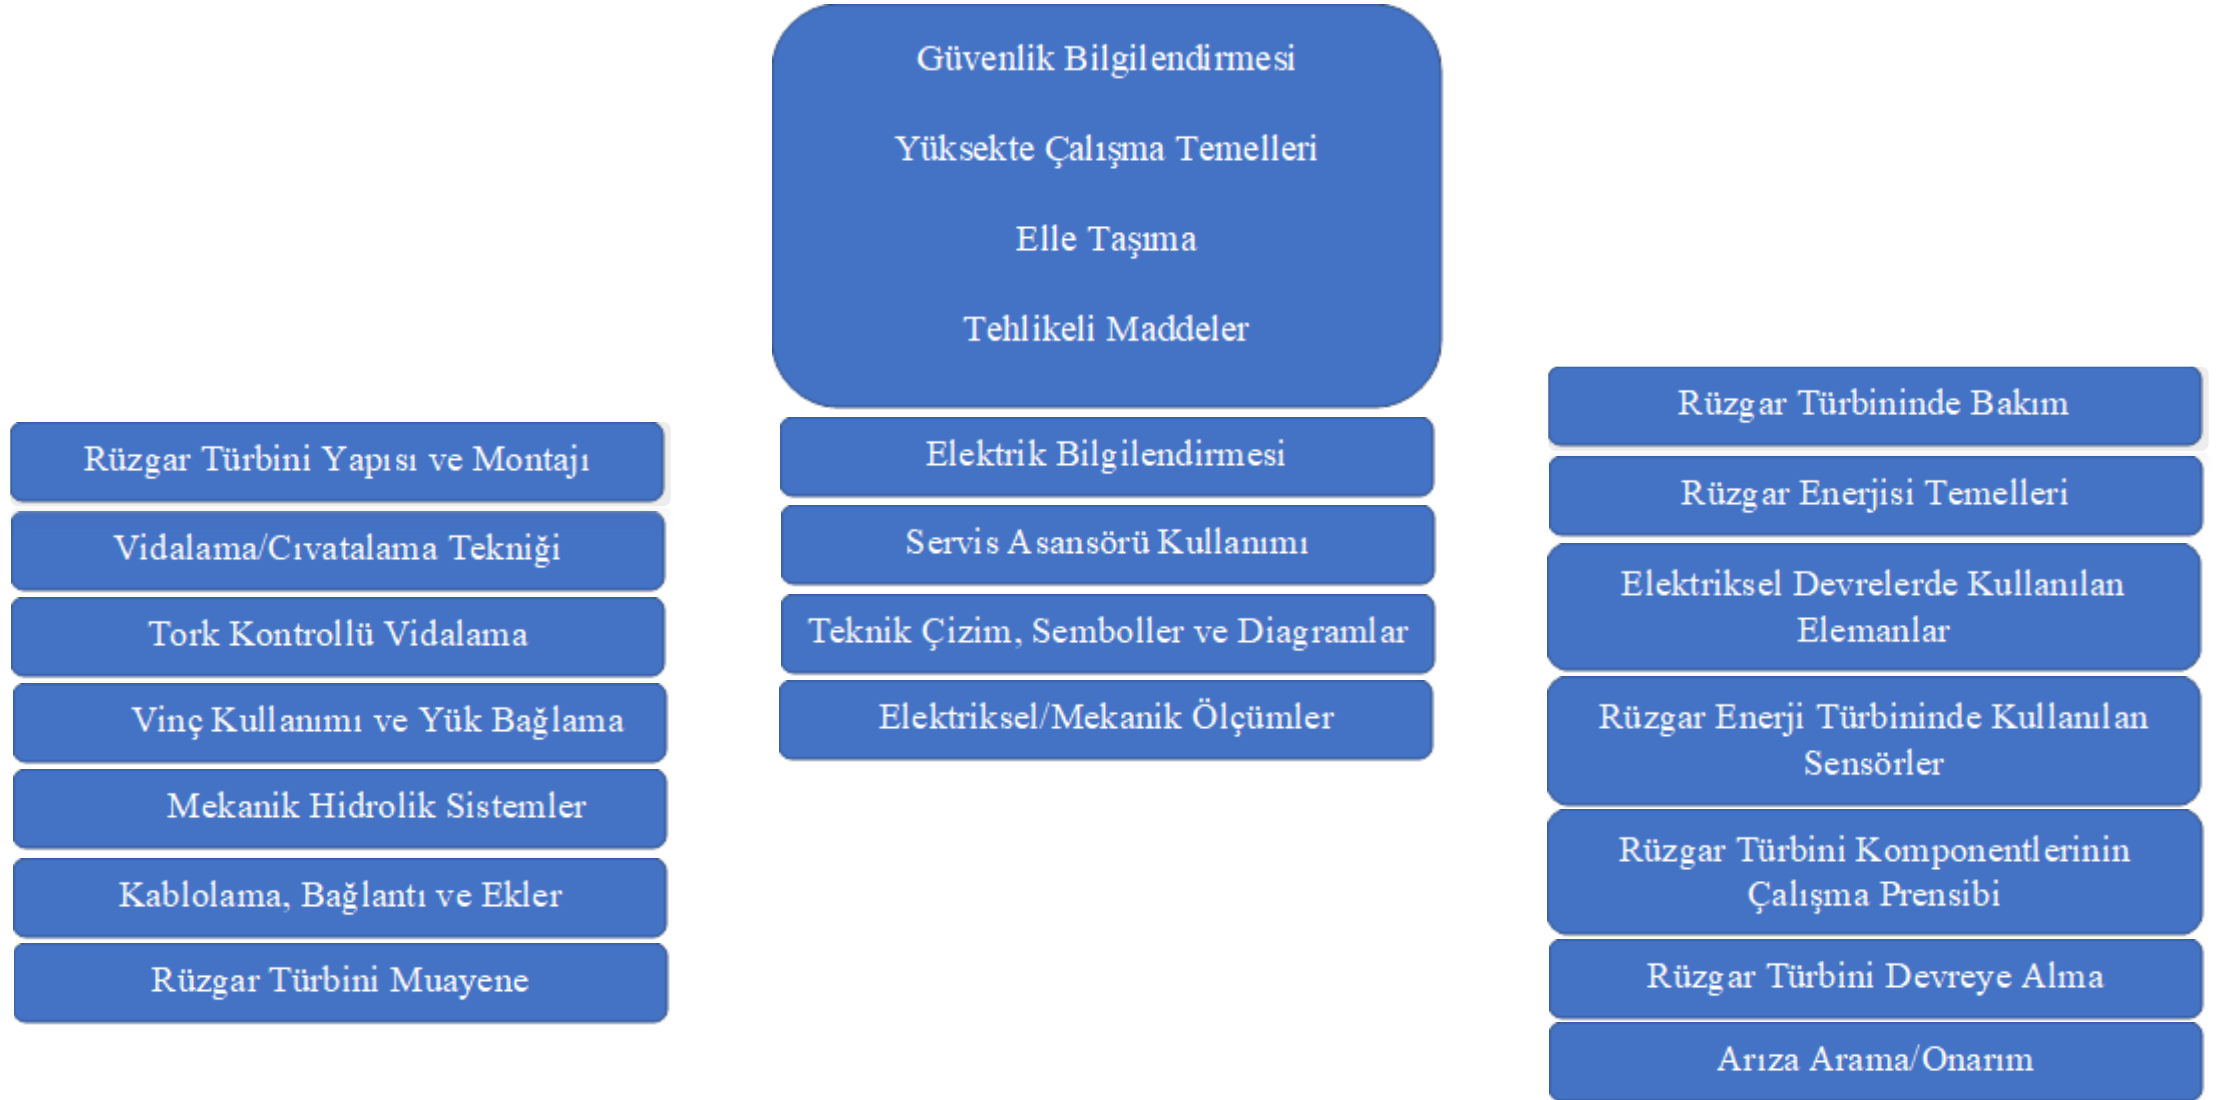 Güvenlik Bilgilendirmesi
Yüksekte Çalışma Temelleri
Elle Taşıma
Tehlikeli Maddeler
Rüzgar Türbini Yapısı ve Montajı
Vidalama/Cıvatalama Tekniği
Tork Kontrollü Vidalama
Vinç Kullanımı ve Yük Bağlama
Mekanik Hidrolik Sistemler
Kablolama, Bağlantı ve Ekler
Rüzgar Türbini Muayene
Elektrik Bilgilendirmesi
Servis Asansörü Kullanımı
Teknik Çizim, Semboller ve Diagramlar
Elektriksel/Mekanik Ölçümler
Rüzgar Türbininde Bakım
Rüzgar Enerjisi Temelleri
Elektriksel Devrelerde Kullanılan
Elemanlar
Rüzgar Enerji Türbininde Kullanılan
Sensörler
Rüzgar Türbini Komponentlerinin
Çalışma Prensibi
Rüzgar Türbini Devreye Alma
Arıza Arama/Onarım